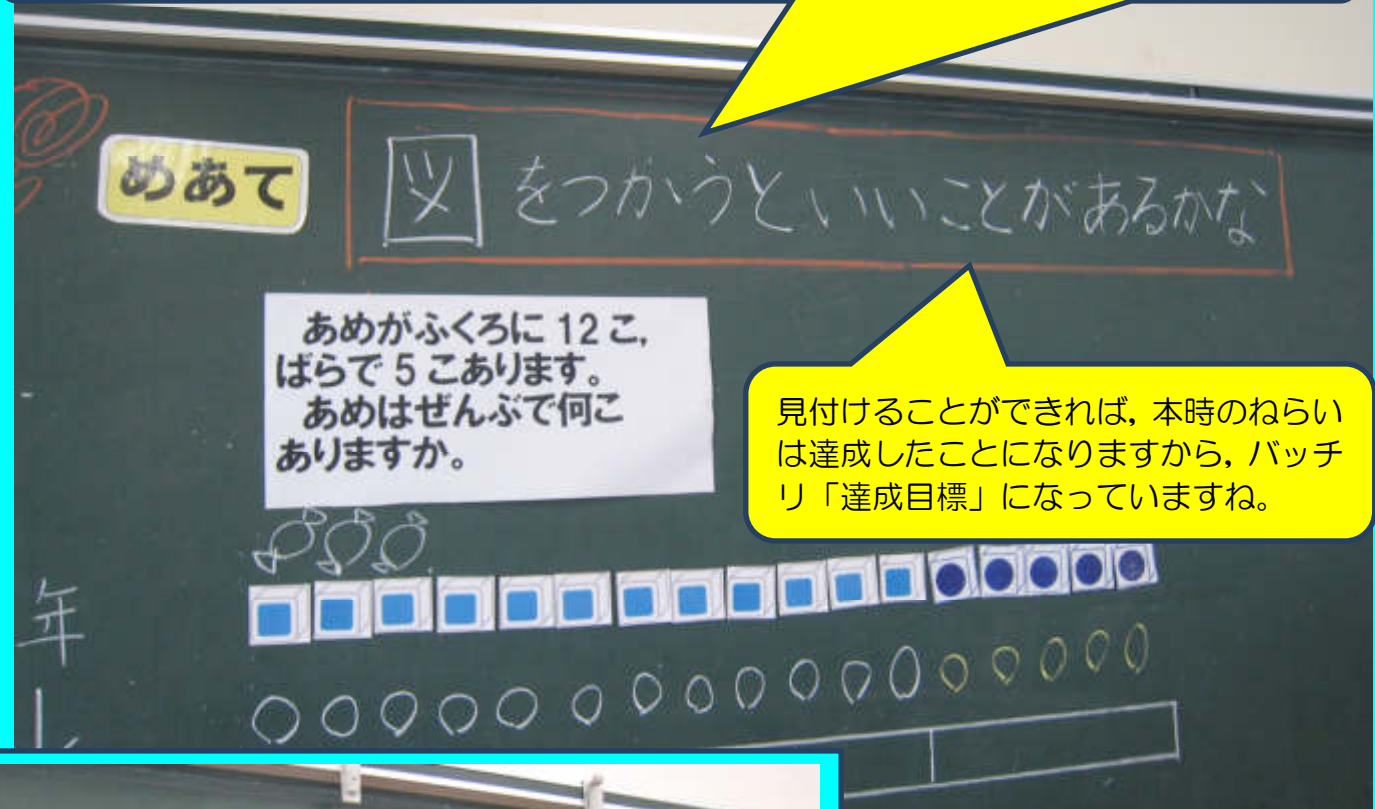 めあて
図をつかうといいことがあるかな
あめがふくろに 12 こ,
ばらで 5 こあります。
あめはぜんぶで何こ
ありますか。
見付けることができれば, 本時のねらい
は達成したことになりますから, バッチ
リ「達成目標」になっていますね。
年